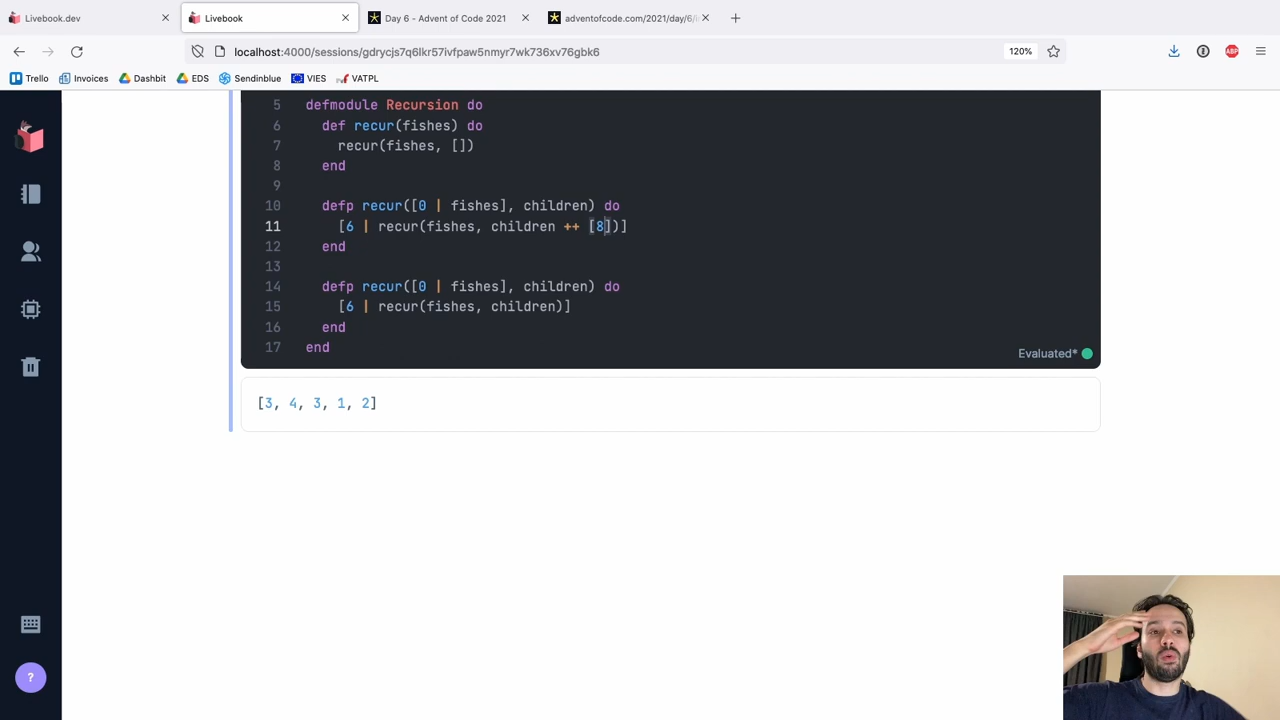 Livebook.dev
Livebook
Day 6 - Advent of Code 2021
adventofcode.com/2021/day/6/
localhost:4000/sessions/gdrycjs7q6lkr57ivfpaw5nmyr7wk736xv76gbk6
120%
ABP
Trello
Invoices
Dashbit
EDS
Sendinblue
VIES
VATPL
5 defmodule Recursion do
6 def recur(fishes) do
7 recur(fishes, [])
8 end
9
10 defp recur([0 | fishes], children) do
11 [6 | recur(fishes, children ++ [8])]
12 end
13
14 defp recur([0 | fishes], children) do
15 [6 | recur(fishes, children)]
16 end
17 end
Evaluated*
[3, 4, 3, 1, 2]
?